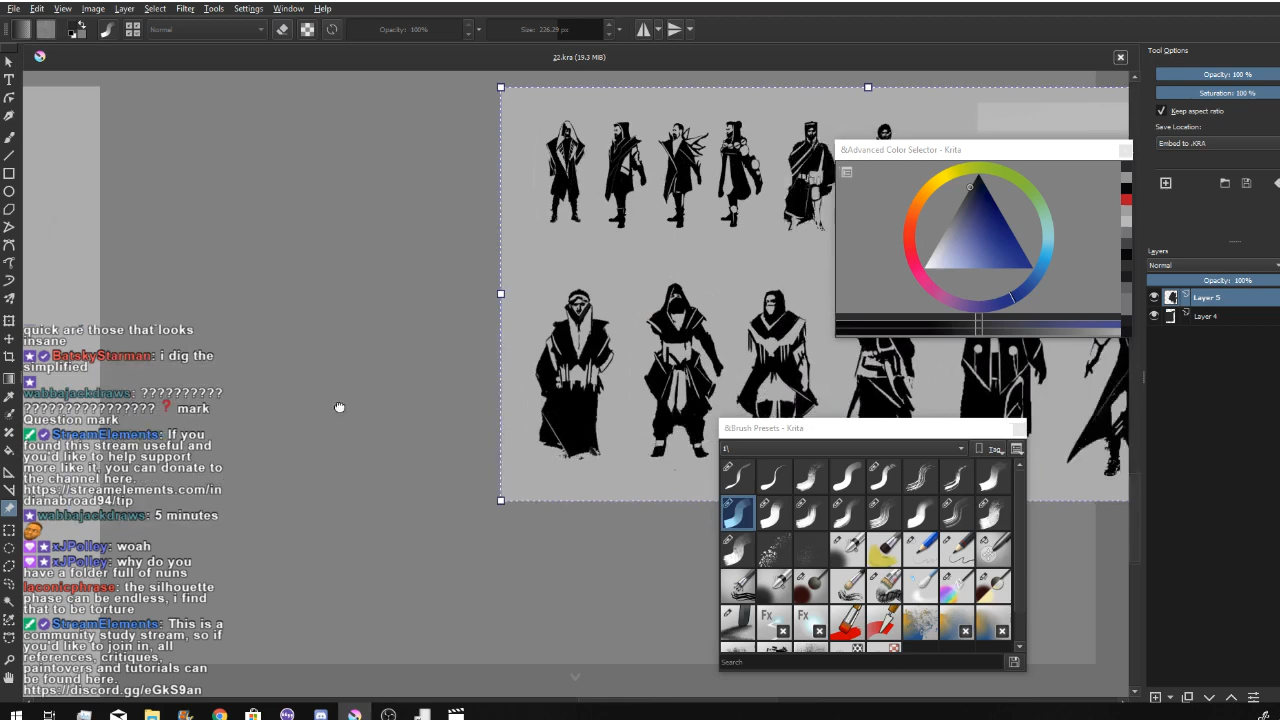 File Edit View Image Layer Select Filter Tools Settings Window Help
Normal Opacity: 100% Size: 226.29 px
22.kra (19.3 MiB)
Tool Options
Opacity: 100 %
Saturation: 100 %
Keep aspect ratio
Save Location:
Embed to .KRA
&Advanced Color Selector - Krita
Layers
Normal
Opacity: 100%
Layer 5
Layer 4
quick are those that looks
insane
BatskyStarman: i dig the
simplified
wabbajackdraws: ??????????
??????????????? ❓ mark
Question mark
StreamElements: If you
found this stream useful and
you'd like to help support
more like it, you can donate to
the channel here.
https://streamelements.com/in
dianabroad94/tip
wabbajackdraws: 5 minutes
xJPolley: woah
xJPolley: why do you
have a folder full of nuns
laconicphrase: the silhouette
phase can be endless, i find
that to be torture
StreamElements: This is a
community study stream, so if
you'd like to join in, all
references, critiques,
paintovers and tutorials can
be found here.
https://discord.gg/eGkS9an
&Brush Presets - Krita
1\
Tag
Fx Fx
Search